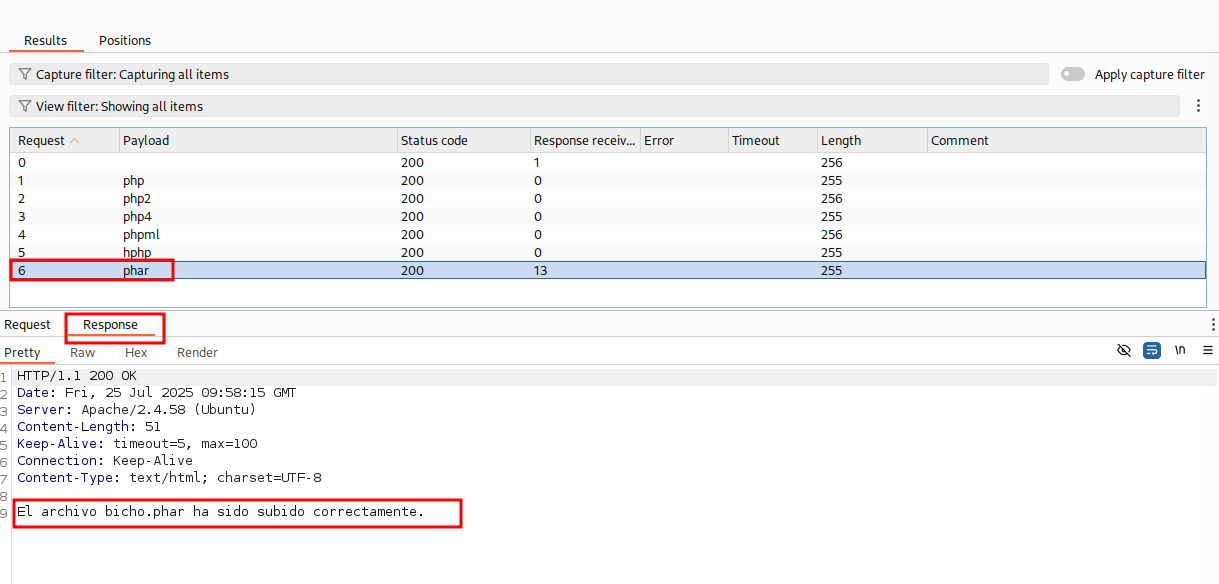 Results Positions
Capture filter: Capturing all items Apply capture filter
View filter: Showing all items
Request Payload Status code Response receiv... Error Timeout Length Comment
0 200 1 256
1 php 200 0 255
2 php2 200 0 256
3 php4 200 0 255
4 phpml 200 0 256
5 hphp 200 0 255
6 phar 200 13 255
Request Response
Pretty Raw Hex Render \n
1 HTTP/1.1 200 OK
2 Date: Fri, 25 Jul 2025 09:58:15 GMT
3 Server: Apache/2.4.58 (Ubuntu)
4 Content-Length: 51
5 Keep-Alive: timeout=5, max=100
6 Connection: Keep-Alive
7 Content-Type: text/html; charset=UTF-8
8
9 El archivo bicho.phar ha sido subido correctamente.